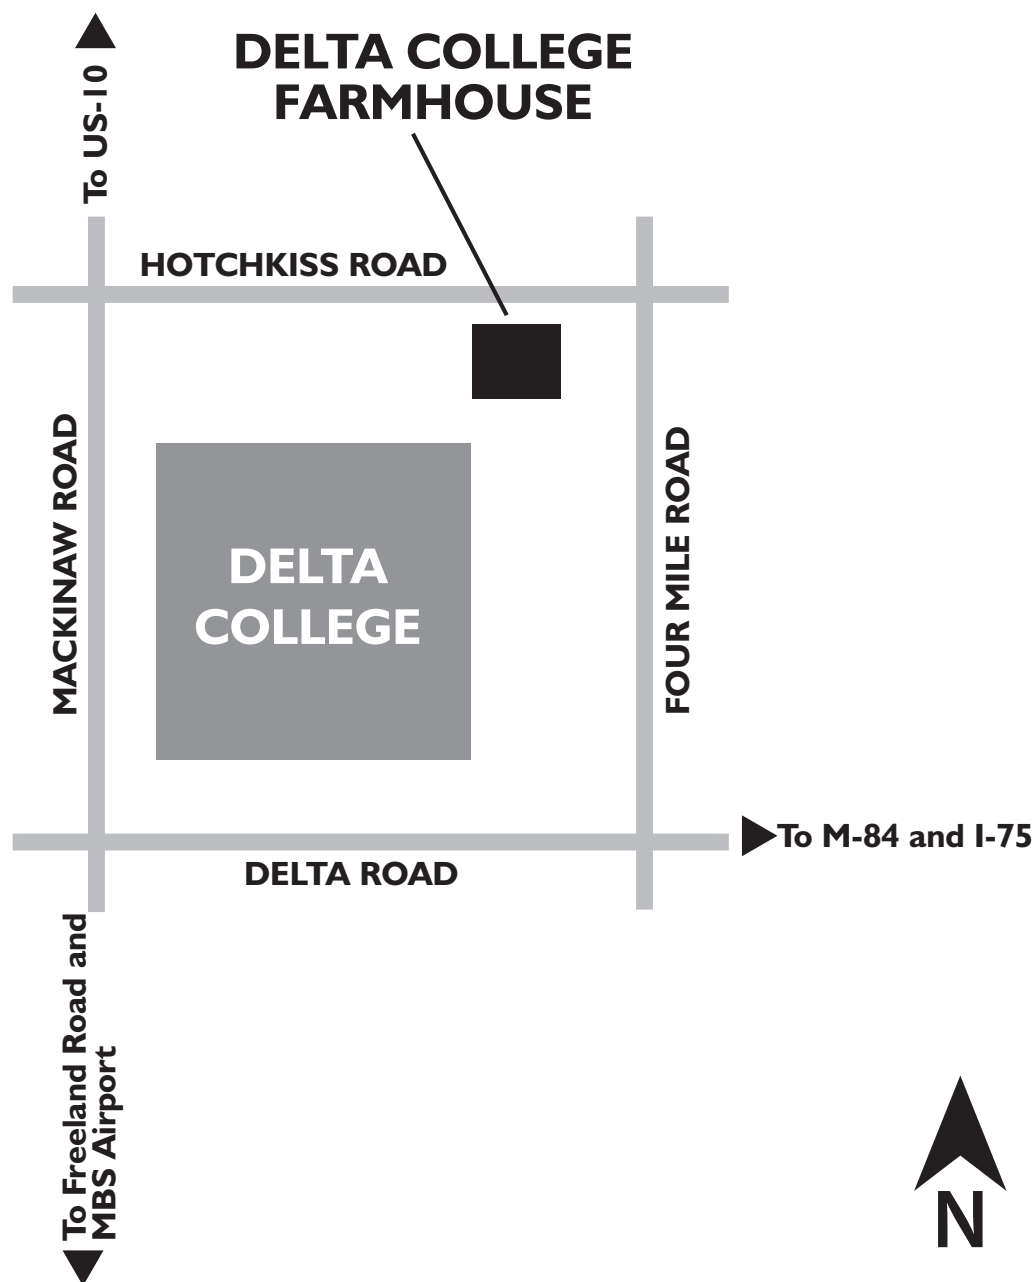 DELTA COLLEGE
FARMHOUSE
To US-10
HOTCHKISS ROAD
MACKINAW ROAD
FOUR MILE ROAD
DELTA
COLLEGE
To M-84 and I-75
DELTA ROAD
To Freeland Road and
MBS Airport
N